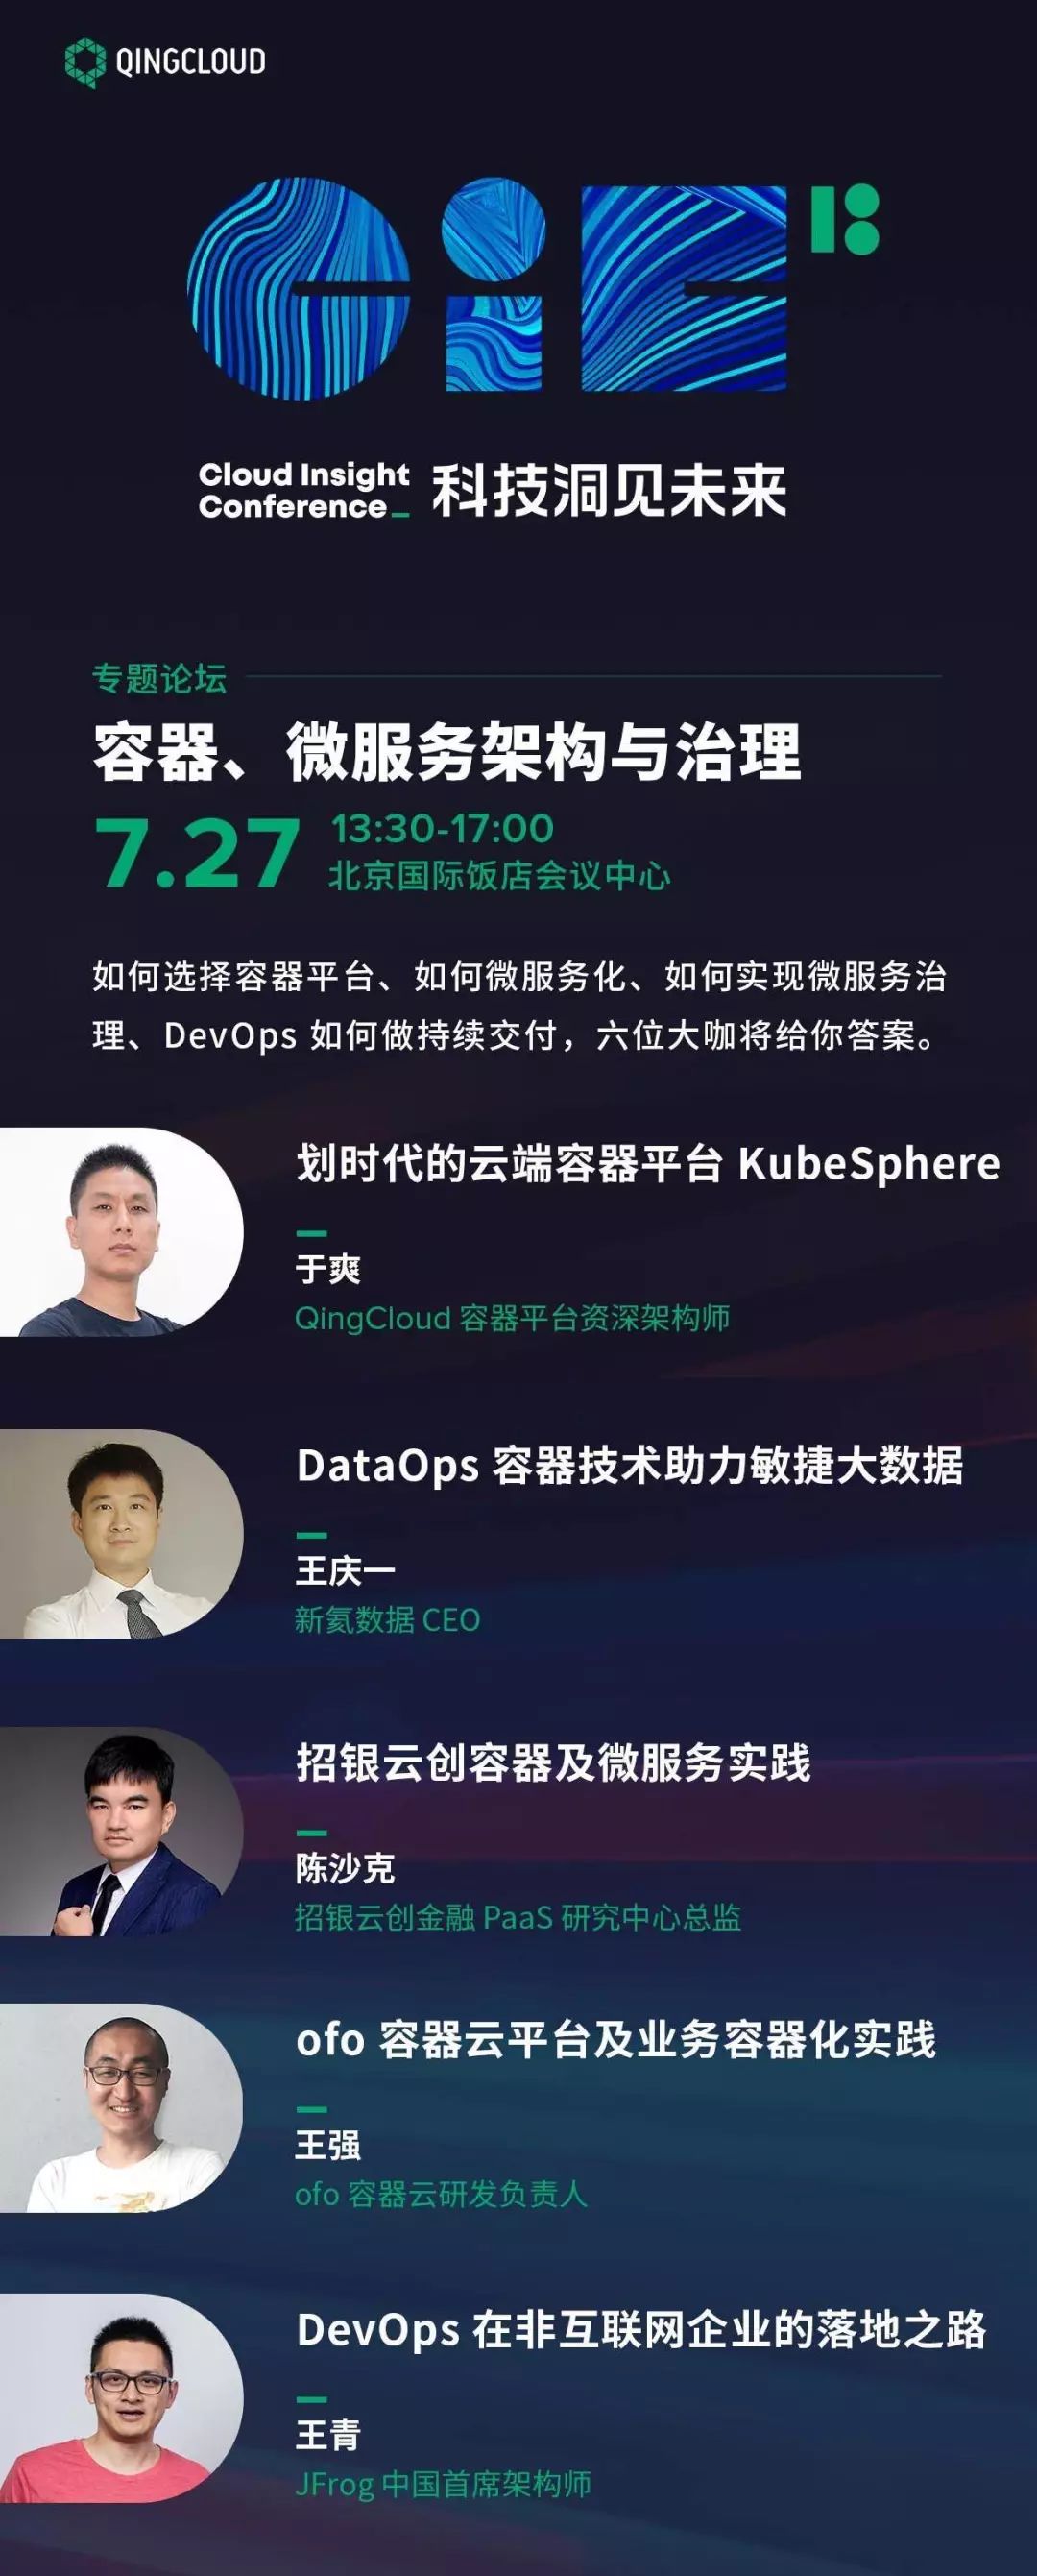 QINGCLOUD
CiC 18
Cloud Insight
Conference_
科技洞见未来
专题论坛
容器、微服务架构与治理
7.27
13:30-17:00
北京国际饭店会议中心
如何选择容器平台、如何微服务化、如何实现微服务治
理、DevOps 如何做持续交付，六位大咖将给你答案。
划时代的云端容器平台 KubeSphere
于爽
QingCloud 容器平台资深架构师
DataOps 容器技术助力敏捷大数据
王庆一
新氦数据 CEO
招银云创容器及微服务实践
陈沙克
招银云创金融 PaaS 研究中心总监
ofo 容器云平台及业务容器化实践
王强
ofo 容器云研发负责人
DevOps 在非互联网企业的落地之路
王青
JFrog 中国首席架构师